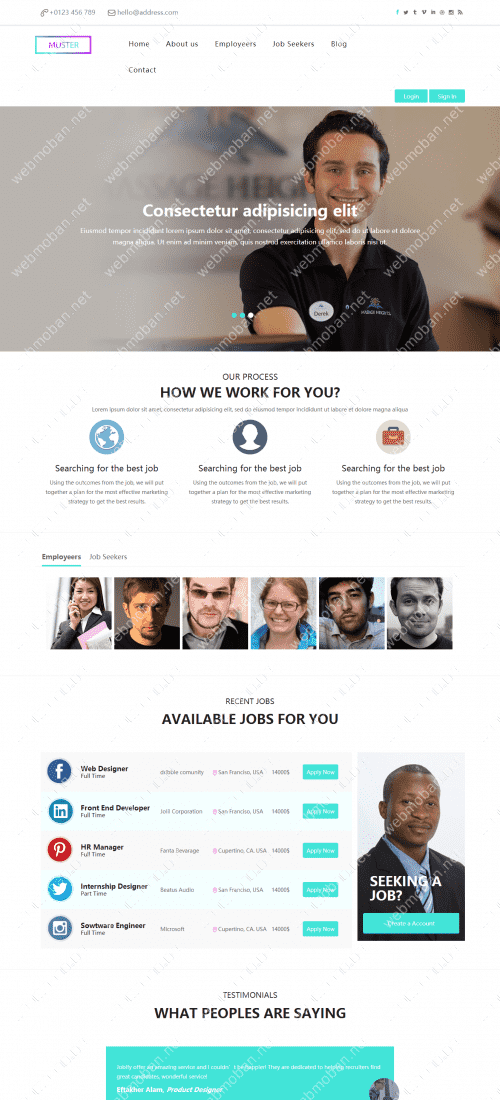 +0123 456 789 hello@address.com
MUSTER
Home About us Employeers Job Seekers Blog
Contact
Login Sign In
Consectetur adipisicing elit
Eiusmod tempor incididunt lorem ipsum dolor sit amet, consectetur adipisicing elit, sed do ut labore et dolore
magna aliqua. Ut enim ad minim veniam, quis nostrud exercitation ullamco laboris nisi ut.
Derek
OUR PROCESS
HOW WE WORK FOR YOU?
Lorem ipsum dolor sit amet, consectetur adipisicing elit, sed do eiusmod tempor incididunt ut labore et dolore magna aliqua
Searching for the best job Searching for the best job Searching for the best job
Using the outcomes from the job, we will put Using the outcomes from the job, we will put Using the outcomes from the job, we will put
together a plan for the most effective marketing together a plan for the most effective marketing together a plan for the most effective marketing
strategy to get the best results. strategy to get the best results. strategy to get the best results.
Employeers Job Seekers
RECENT JOBS
AVAILABLE JOBS FOR YOU
Web Designer dribble comunity San Franciso, USA 14000$ Apply Now
Full Time
Front End Developer Jolil Corporation San Franciso, USA 14000$ Apply Now
Full Time
HR Manager Fanta Bevarage Cupertino, CA, USA 14000$ Apply Now
Full Time
Internship Designer Beatus Audio San Franciso, USA 14000$ Apply Now
Part Time
Sowtware Engineer Microsoft Cupertino, CA, USA 14000$ Apply Now
Full Time
SEEKING A
JOB?
Create a Account
TESTIMONIALS
WHAT PEOPLES ARE SAYING
offer an amazing service and I couldn't be happier! They are dedicated to helping recruiters find
great candidates, wonderful service!
Eftakher Alam, Product Designer
webmoban.net